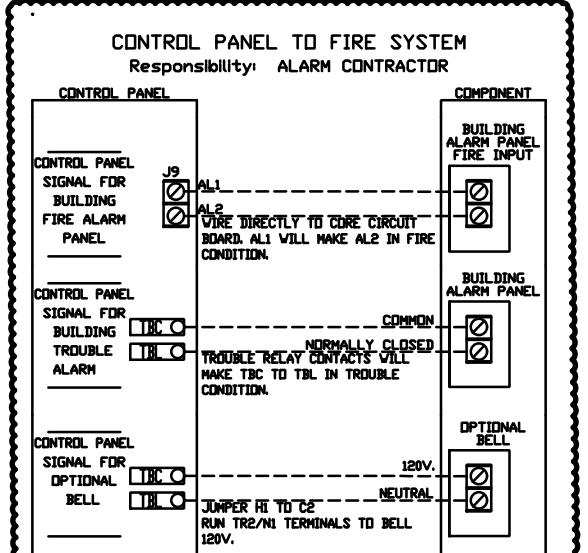 CONTROL PANEL TO FIRE SYSTEM
Responsibility: ALARM CONTRACTOR
CONTROL PANEL
COMPONENT
BUILDING
ALARM PANEL
FIRE INPUT
CONTROL PANEL
SIGNAL FOR
BUILDING
FIRE ALARM
PANEL
J9
AL1
AL2
WIRE DIRECTLY TO CORE CIRCUIT
BOARD. AL1 WILL MAKE AL2 IN FIRE
CONDITION.
BUILDING
ALARM PANEL
CONTROL PANEL
SIGNAL FOR
BUILDING
TROUBLE
ALARM
TBC
TBL
COMMON
NORMALLY CLOSED
TROUBLE RELAY CONTACTS WILL
MAKE TBC TO TBL IN TROUBLE
CONDITION.
OPTIONAL
BELL
CONTROL PANEL
SIGNAL FOR
OPTIONAL
BELL
TBC
TBL
120V.
NEUTRAL
JUMPER H1 TO C2
RUN TR2/N1 TERMINALS TO BELL
120V.